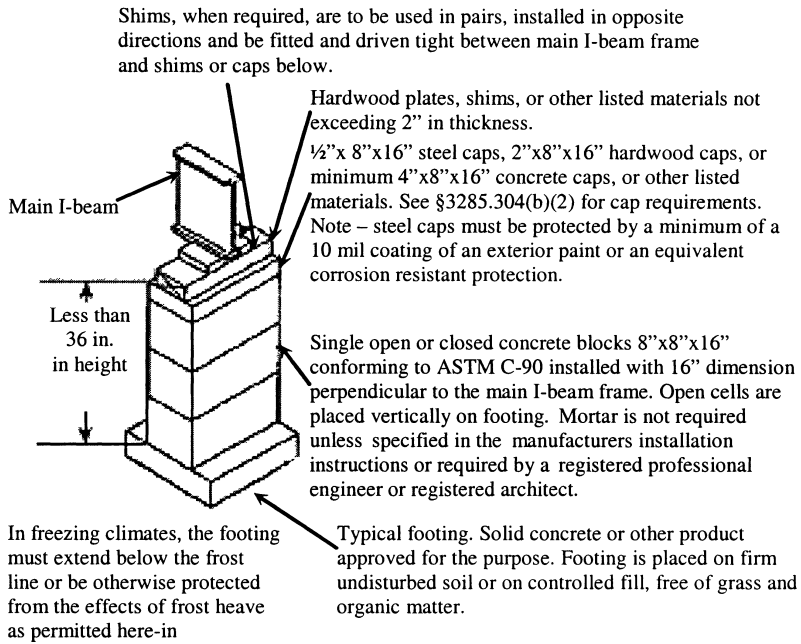 Shims, when required, are to be used in pairs, installed in opposite
directions and be fitted and driven tight between main I-beam frame
and shims or caps below.
Hardwood plates, shims, or other listed materials not
exceeding 2” in thickness.
½”x 8”x16” steel caps, 2”x8”x16” hardwood caps, or
minimum 4”x8”x16” concrete caps, or other listed
materials. See §3285.304(b)(2) for cap requirements.
Note – steel caps must be protected by a minimum of a
10 mil coating of an exterior paint or an equivalent
corrosion resistant protection.
Main I-beam
Less than
36 in.
in height
Single open or closed concrete blocks 8”x8”x16”
conforming to ASTM C-90 installed with 16” dimension
perpendicular to the main I-beam frame. Open cells are
placed vertically on footing. Mortar is not required
unless specified in the manufacturers installation
instructions or required by a registered professional
engineer or registered architect.
In freezing climates, the footing
must extend below the frost
line or be otherwise protected
from the effects of frost heave
as permitted here-in
Typical footing. Solid concrete or other product
approved for the purpose. Footing is placed on firm
undisturbed soil or on controlled fill, free of grass and
organic matter.